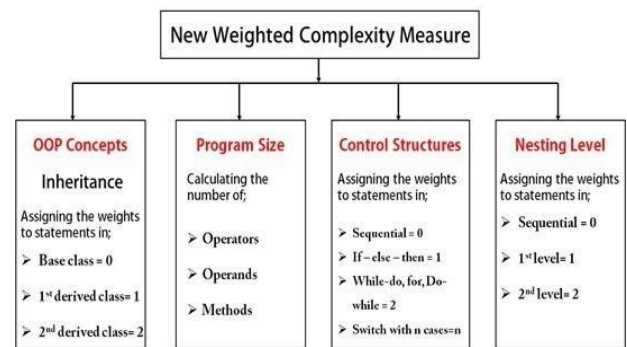 New Weighted Complexity Measure
OOP Concepts
Inheritance
Assigning the weights
to statements in;
➢ Base class = 0
➢ 1st derived class= 1
➢ 2nd derived class= 2
Program Size
Calculating the
number of;
➢ Operators
➢ Operands
➢ Methods
Control Structures
Assigning the weights
to statements in;
➢ Sequential = 0
➢ If – else – then = 1
➢ While-do, for, Do-
while = 2
➢ Switch with n cases=n
Nesting Level
Assigning the weights
to statements in;
➢ Sequential = 0
➢ 1st level= 1
➢ 2nd level= 2